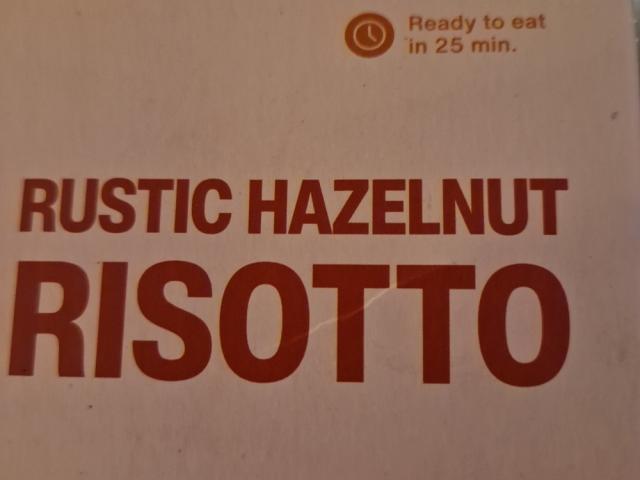 Ready to eat
in 25 min.
RUSTIC HAZELNUT
RISOTTO